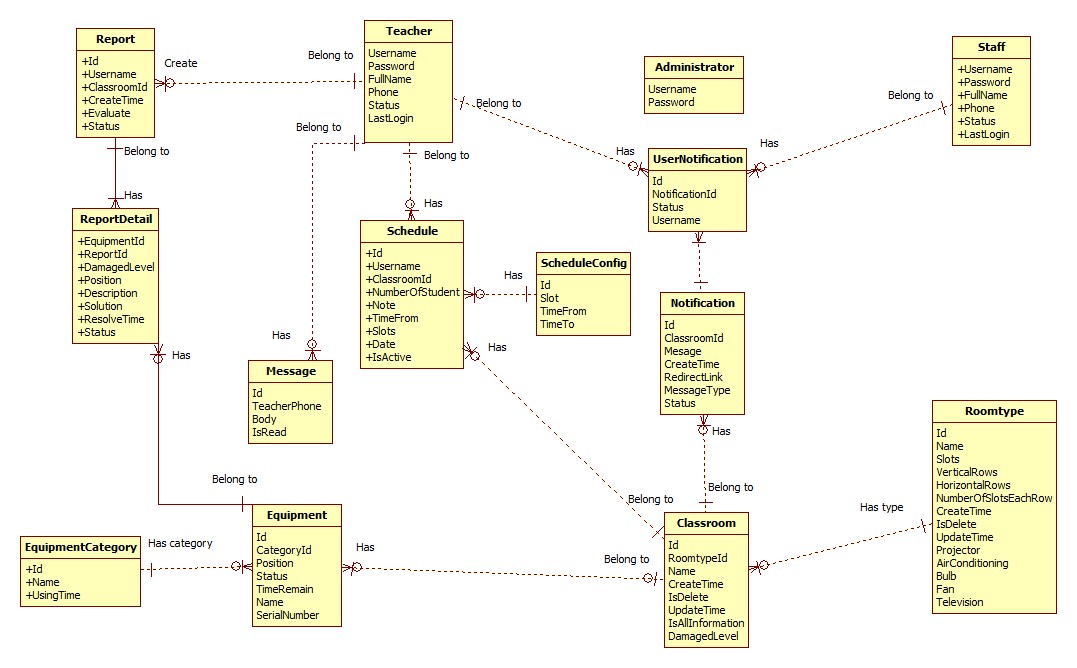 Report
+Id
+Username
+ClassroomId
+CreateTime
+Evaluate
+Status
Create
Belong to
Teacher
Username
Password
FullName
Phone
Status
LastLogin
Administrator
Username
Password
Staff
+Username
+Password
+FullName
+Phone
+Status
+LastLogin
Belong to
Belong to
Belong to
Belong to
Belong to
Has
Has
UserNotification
Id
NotificationId
Status
Username
Has
ReportDetail
+EquipmentId
+ReportId
+DamagedLevel
+Position
+Description
+Solution
+ResolveTime
+Status
Has
Schedule
+Id
+Username
+ClassroomId
+NumberOfStudent
+Note
+TimeFrom
+Slots
+Date
+IsActive
Has
ScheduleConfig
Id
Slot
TimeFrom
TimeTo
Notification
Id
ClassroomId
Mesage
CreateTime
RedirectLink
MessageType
Status
Has
Has
Has
Message
Id
TeacherPhone
Body
IsRead
Has
Roomtype
Id
Name
Slots
VerticalRows
HorizontalRows
NumberOfSlotsEachRow
CreateTime
IsDelete
UpdateTime
Projector
AirConditioning
Bulb
Fan
Television
Belong to
Belong to
Belong to
Has type
Equipment
Id
CategoryId
Position
Status
TimeRemain
Name
SerialNumber
EquipmentCategory
+Id
+Name
+UsingTime
Has category
Has
Belong to
Classroom
Id
RoomtypeId
Name
CreateTime
IsDelete
UpdateTime
IsAllInformation
DamagedLevel